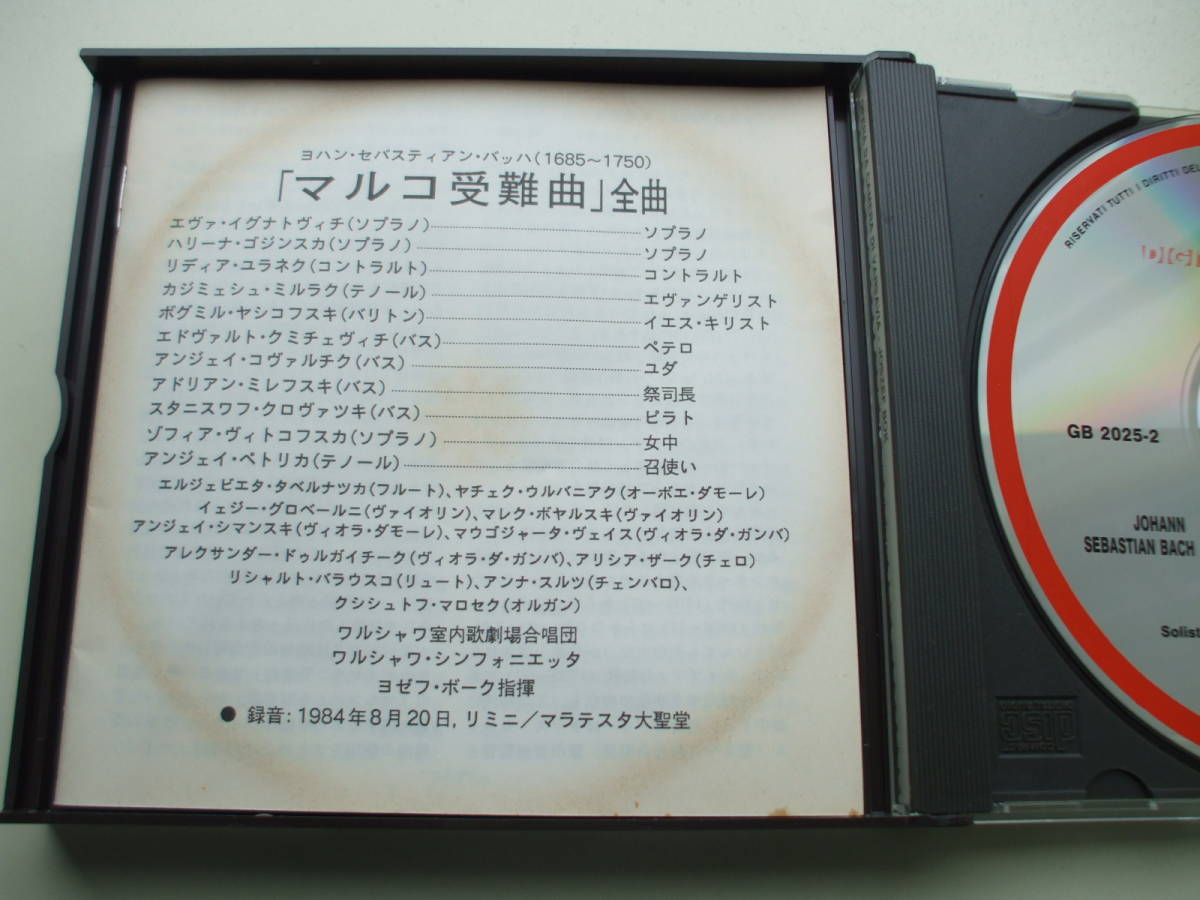 ヨハン・セバスティアン・バッハ(1685〜1750)
「マルコ受難曲」全曲
エヴァ・イグナトヴィチ(ソプラノ)ソプラノ
ハリーナ・ゴジンスカ(ソプラノ)ソプラノ
リディア・ユラネク(コントラルト)コントラルト
カジミェシュ・ミルラク(テノール)エヴァンゲリスト
ボグミル・ヤシコフスキ(バリトン)イエス・キリスト
エドヴァルト・クミチェヴィチ(バス)ペテロ
アンジェイ・コヴァルチク(バス)ユダ
アドリアン・ミレフスキ(バス)祭司長
スタニスワフ・クロヴァツキ(バス)ピラト
ゾフィア・ヴィトコフスカ(ソプラノ)女中
アンジェイ・ペトリカ(テノール)召使い
エルジェビエタ・タベルナツカ(フルート)、ヤチェク・ウルバニアク(オーボエ・ダモーレ)
イェジー・グロベールニ(ヴァイオリン)、マレク・ボヤルスキ(ヴァイオリン)
アンジェイ・シマンスキ(ヴィオラ・ダモーレ)、マウゴジャータ・ヴェイス(ヴィオラ・ダ・ガンバ)
アレクサンダー・ドゥルガイチーク(ヴィオラ・ダ・ガンバ)、アリシア・ザーク(チェロ)
リシャルト・バラウスコ(リュート)、アンナ・スルツ(チェンバロ)、
クシシュトフ・マロセク(オルガン)
ワルシャワ室内歌劇場合唱団
ワルシャワ・シンフォニエッタ
ヨゼフ・ボーク指揮
● 録音: 1984年8月20日, リミニ／マラテスタ大聖堂
RISERVATI TUTTI I DIRITTI DEL
GB 2025-2
JOHANN
SEBASTIAN BACH
Solist